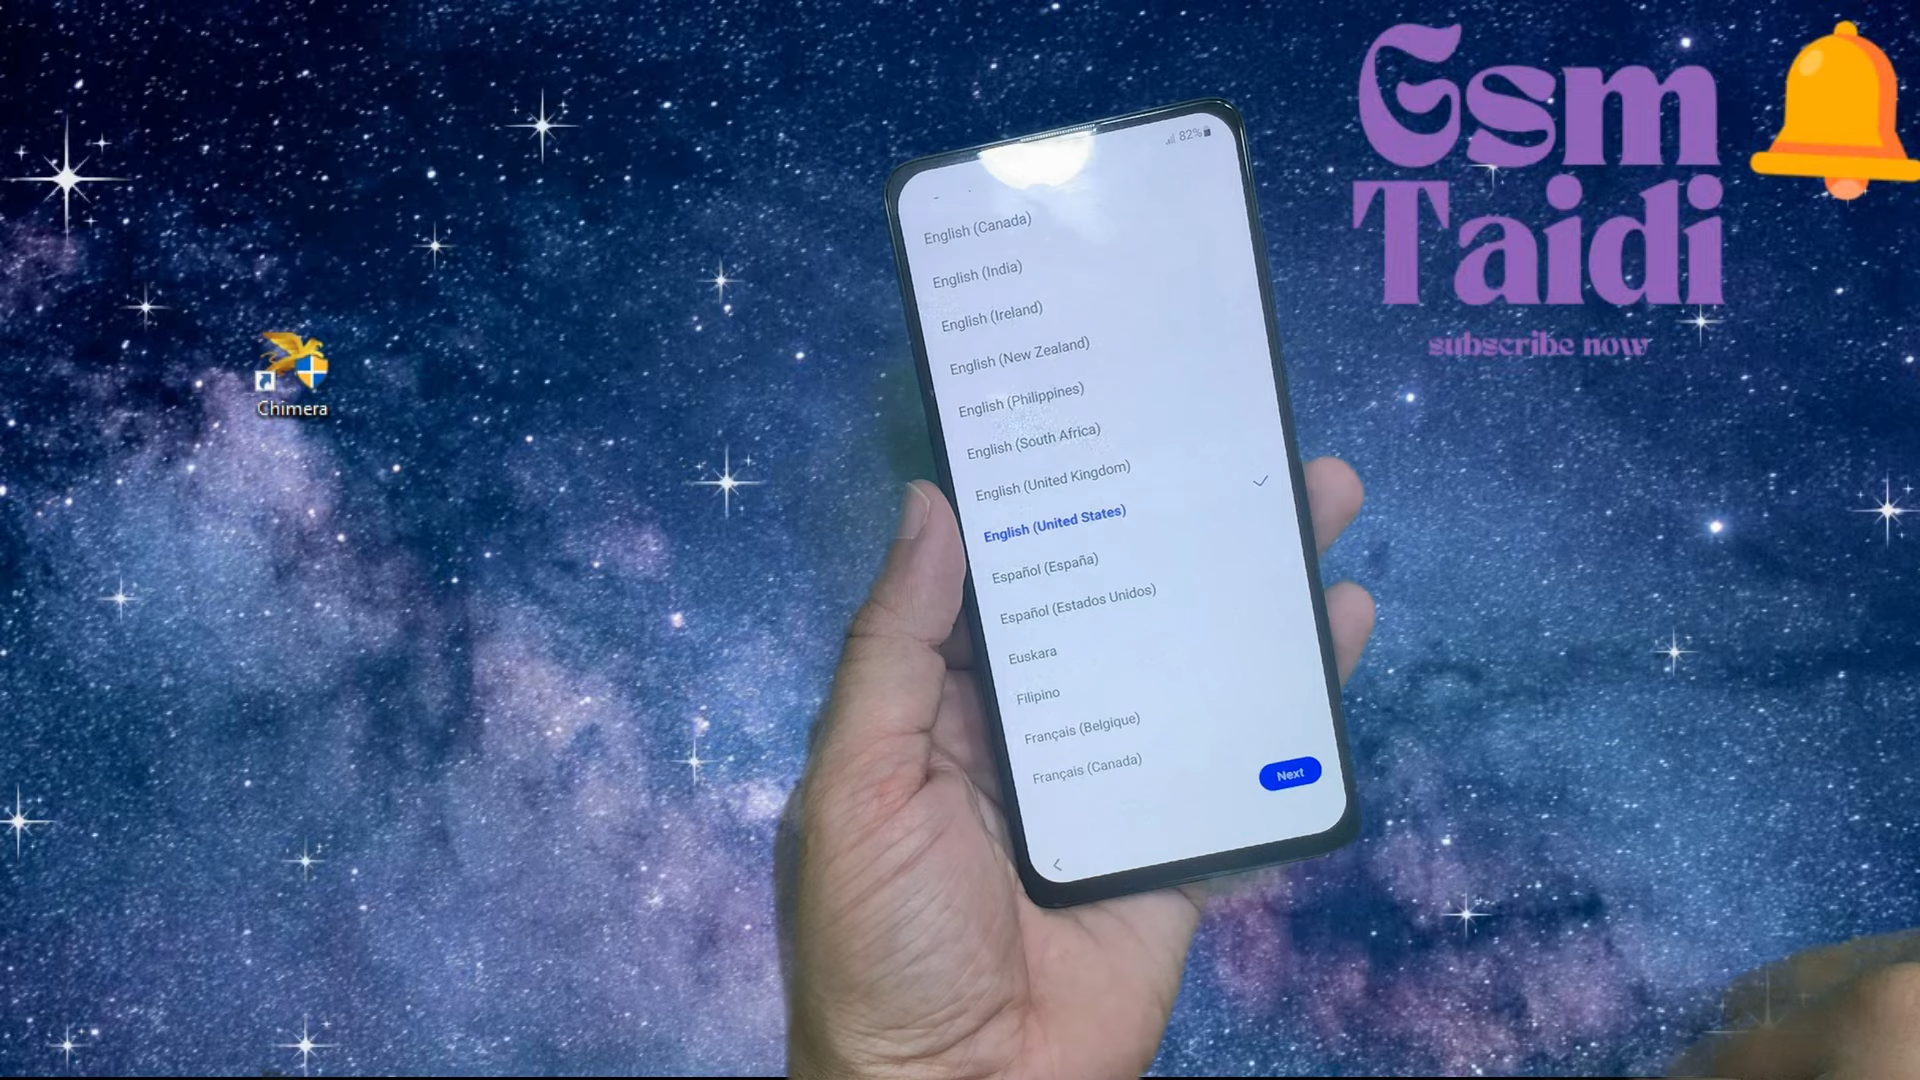 Gsm
Taidi
subscribe now
Chimera
82%
English (Canada)
English (India)
English (Ireland)
English (New Zealand)
English (Philippines)
English (South Africa)
English (United Kingdom)
English (United States)
Español (España)
Español (Estados Unidos)
Euskara
Filipino
Français (Belgique)
Français (Canada)
Next